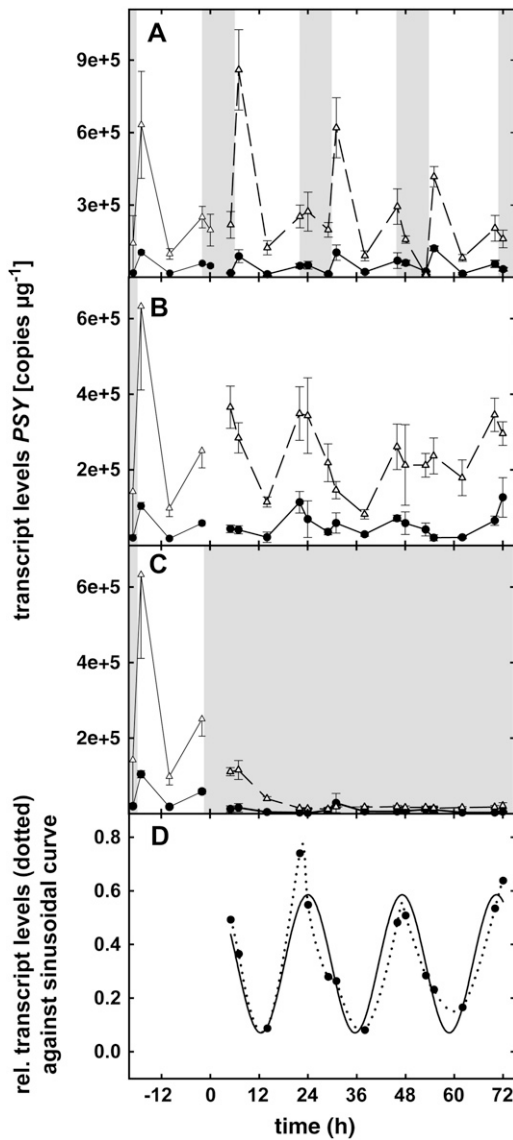 A
9e+5
6e+5
3e+5
B
6e+5
4e+5
2e+5
transcript levels PSY [copies µg⁻¹]
C
6e+5
4e+5
2e+5
D
0.8
0.6
0.4
0.2
0.0
rel. transcript levels (dotted)
against sinusoidal curve
-12 0 12 24 36 48 60 72
time (h)